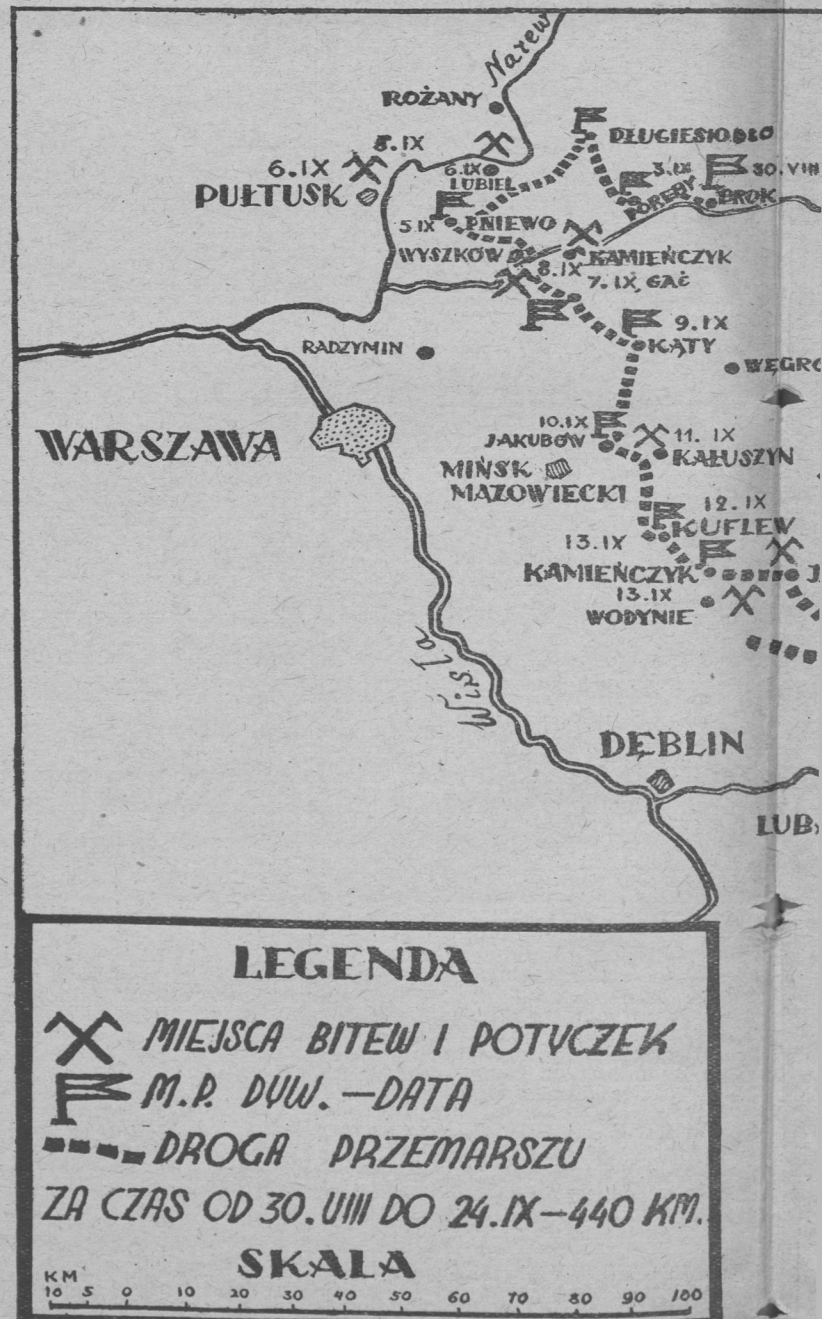 Narew
ROŻANY
DŁUGIESIODŁO
5.IX
6.IX
PUŁTUSK
6.IX
LUBIEL
3.IX
30.VIII
PORĘBY
BROK
5.IX
PNIEWO
WYSZKÓW
KAMIEŃCZYK
8.IX
7.IX, GAĆ
9.IX
KĄTY
RADZYMIN
WĘGRO
WARSZAWA
10.IX
JAKUBÓW
11. IX
KAŁUSZYN
MIŃSK
MAZOWIECKI
12.IX
KUFLEW
13.IX
KAMIEŃCZYK
J
13.IX
WODYNIE
Wisła
DĘBLIN
LUB
LEGENDA
MIEJSCA BITEW I POTYCZEK
M.P. DYW. — DATA
DROGA PRZEMARSZU
ZA CZAS OD 30.VIII DO 24.IX — 440 KM.
SKALA
KM
10 5 0 10 20 30 40 50 60 70 80 90 100